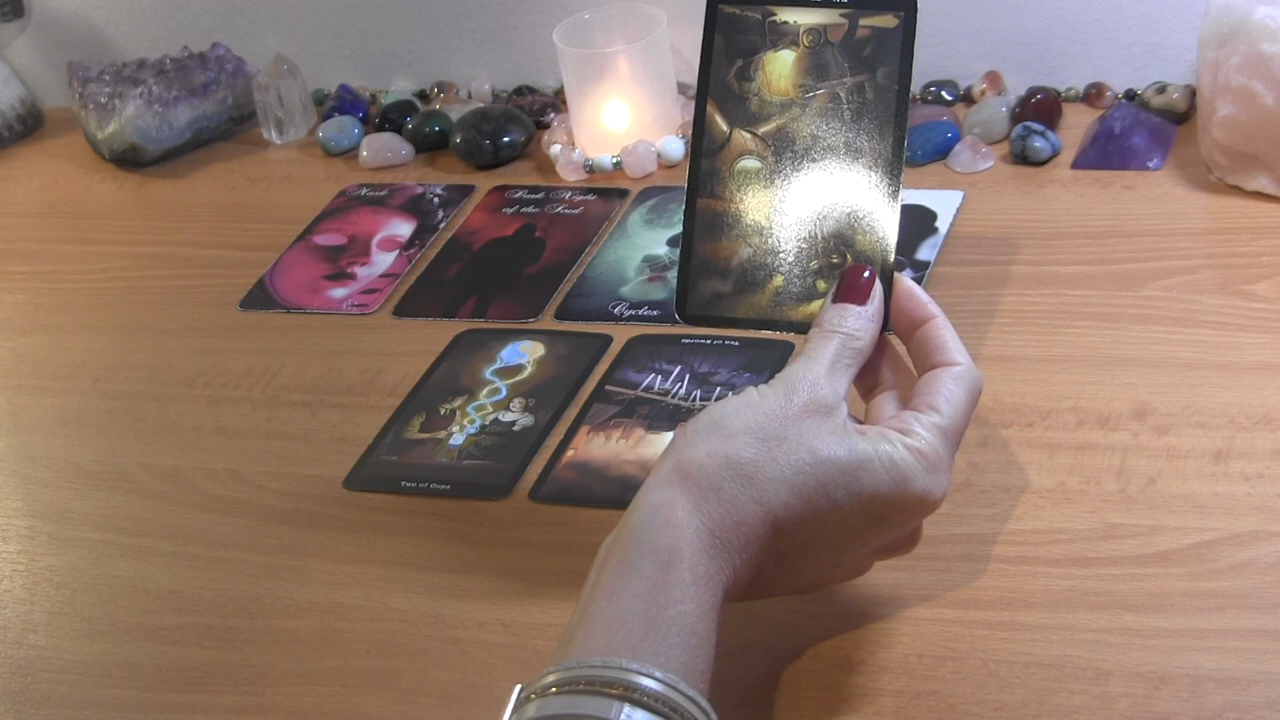 Mask
Dark Night
of the Soul
Cycles
Two of Cups
Ten of Swords